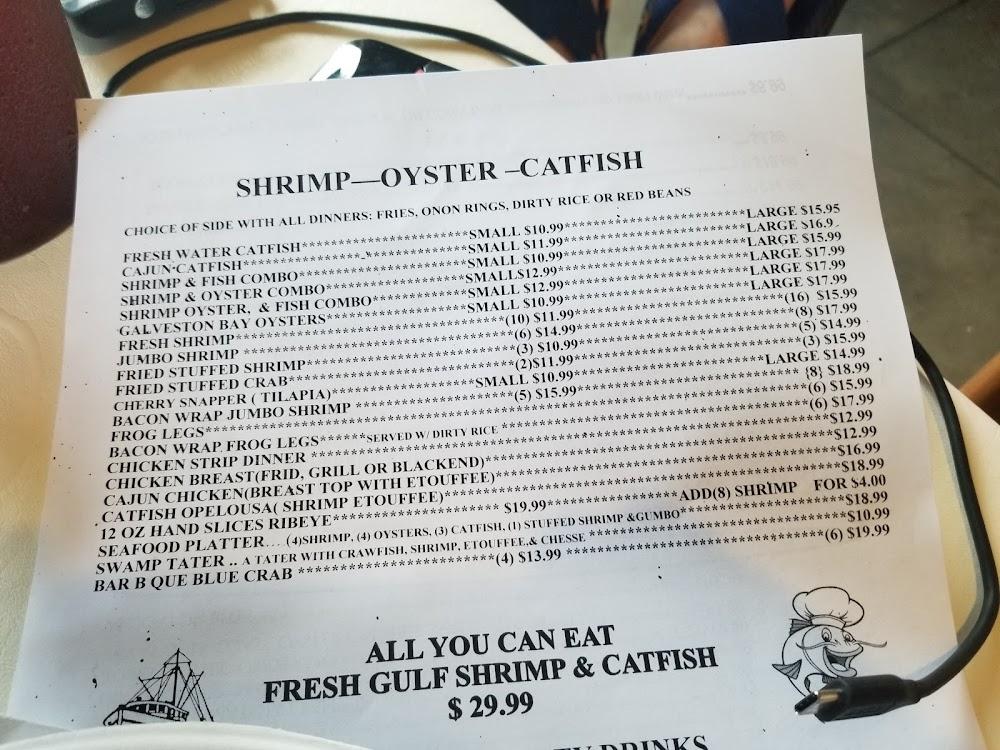 SHRIMP—OYSTER –CATFISH
CHOICE OF SIDE WITH ALL DINNERS: FRIES, ONON RINGS, DIRTY RICE OR RED BEANS
FRESH WATER CATFISH************************SMALL $10.99**************************LARGE $15.95
CAJUN CATFISH********************************SMALL $11.99**************************LARGE $16.9
SHRIMP & FISH COMBO************************SMALL $10.99**************************LARGE $15.99
SHRIMP & OYSTER COMBO********************SMALL$12.99**************************LARGE $17.99
SHRIMP OYSTER, & FISH COMBO**************SMALL $12.99**************************LARGE $17.99
GALVESTON BAY OYSTERS********************SMALL $10.99**************************LARGE $17.99
FRESH SHRIMP************************************(10) $11.99******************************(16) $15.99
JUMBO SHRIMP ************************************(6) $14.99********************************(8) $17.99
FRIED STUFFED SHRIMP***************************(3) $10.99********************************(5) $14.99
FRIED STUFFED CRAB******************************(2)$11.99*********************************(3) $15.99
CHERRY SNAPPER ( TILAPIA)*******************SMALL $10.99**************************LARGE $14.99
BACON WRAP JUMBO SHRIMP *********************(5) $15.99****************************** {8} $18.99
FROG LEGS*****************************************************************************(6) $15.99
BACON WRAP FROG LEGS******SERVED W/ DIRTY RICE ************************************(6) $17.99
CHICKEN STRIP DINNER ******************************************************************$12.99
CHICKEN BREAST(FRID, GRILL OR BLACKEND)********************************************$12.99
CAJUN CHICKEN(BREAST TOP WITH ETOUFFEE)*******************************************$16.99
CATFISH OPELOUSA( SHRIMP ETOUFFEE)************************************************$18.99
12 OZ HAND SLICES RIBEYE********************* $19.99*****************ADD(8) SHRIMP FOR $4.00
SEAFOOD PLATTER... (4)SHRIMP, (4) OYSTERS, (3) CATFISH, (1) STUFFED SHRIMP &GUMBO*********************$18.99
SWAMP TATER .. A TATER WITH CRAWFISH, SHRIMP, ETOUFFEE,& CHESSE *********************************$10.99
BAR B QUE BLUE CRAB *************************(4) $13.99 **********************************(6) $19.99
ALL YOU CAN EAT
FRESH GULF SHRIMP & CATFISH
$ 29.99
DRINKS